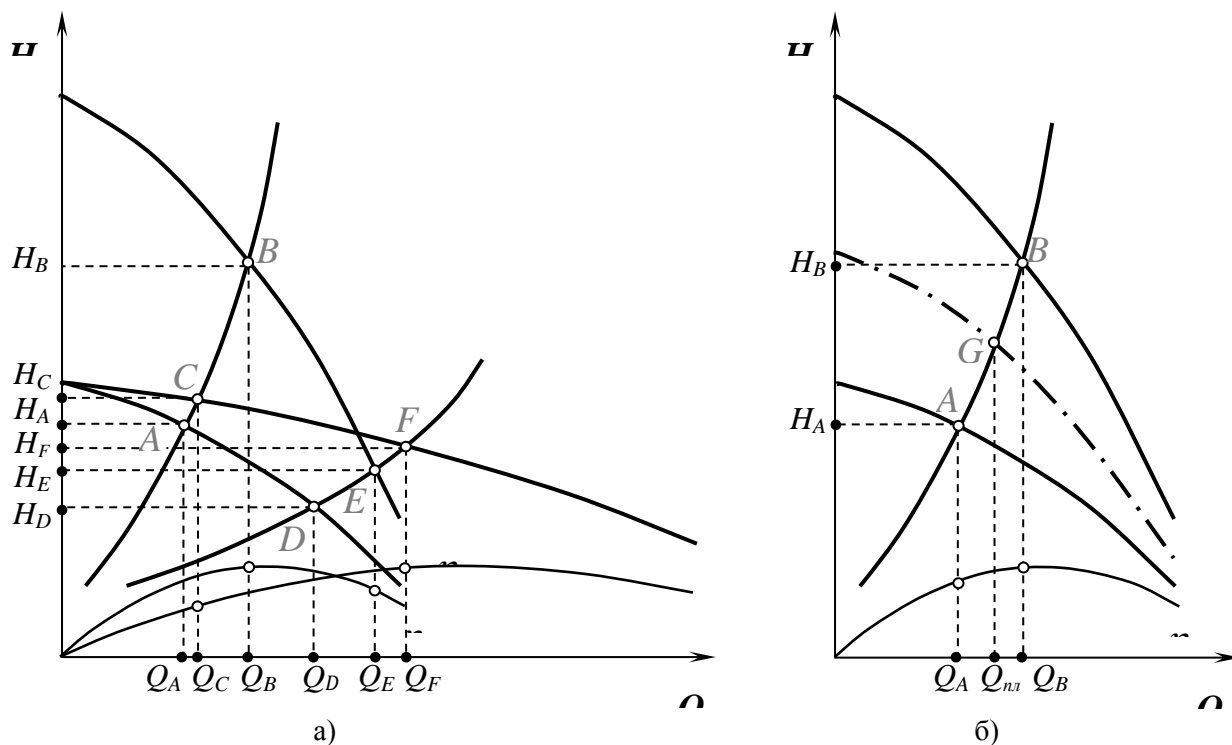 H_B
H_C
H_A
H_F
H_E
H_D
B
C
A
F
E
D
Q_A Q_C Q_B Q_D Q_E Q_F
а)
H_B
H_A
B
G
A
Q_A Q_пл Q_B
б)